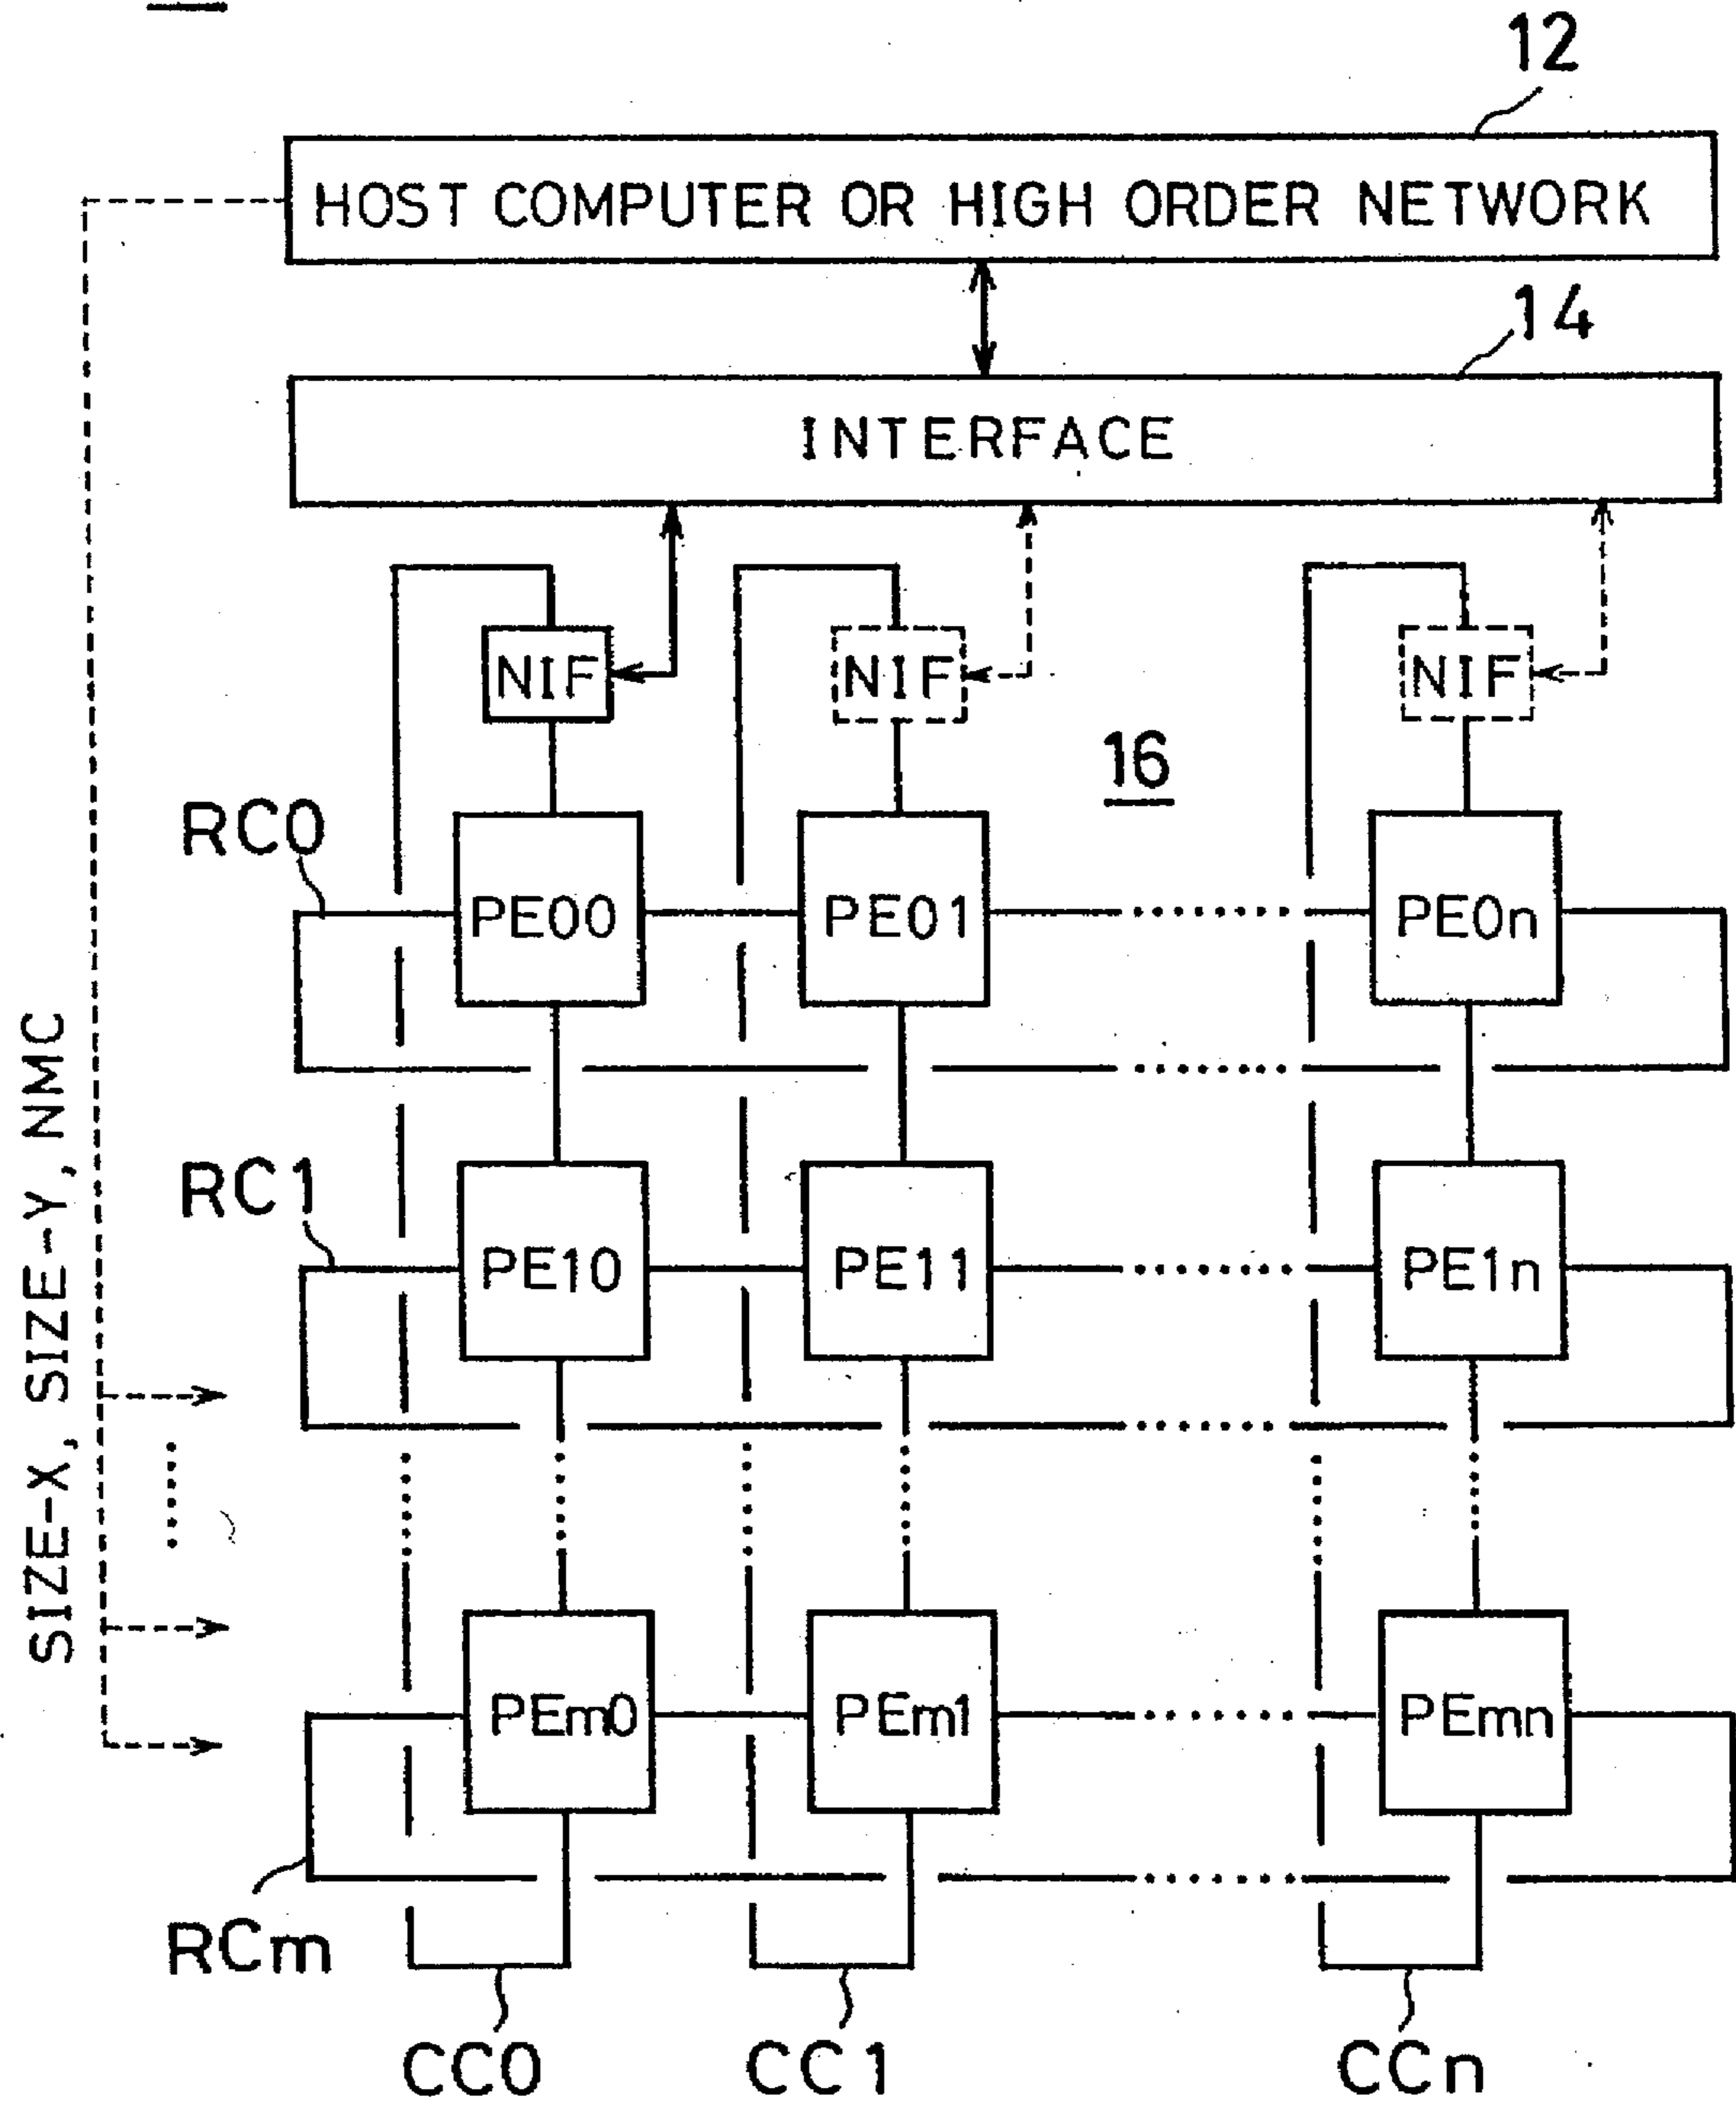 12
HOST COMPUTER OR HIGH ORDER NETWORK
14
INTERFACE
NIF NIF NIF
16
RC0
PE00 PE01 PE0n
RC1
PE10 PE11 PE1n
SIZE-X, SIZE-Y, NMC
PEm0 PEm1 PEmn
RCm
CC0 CC1 CCn